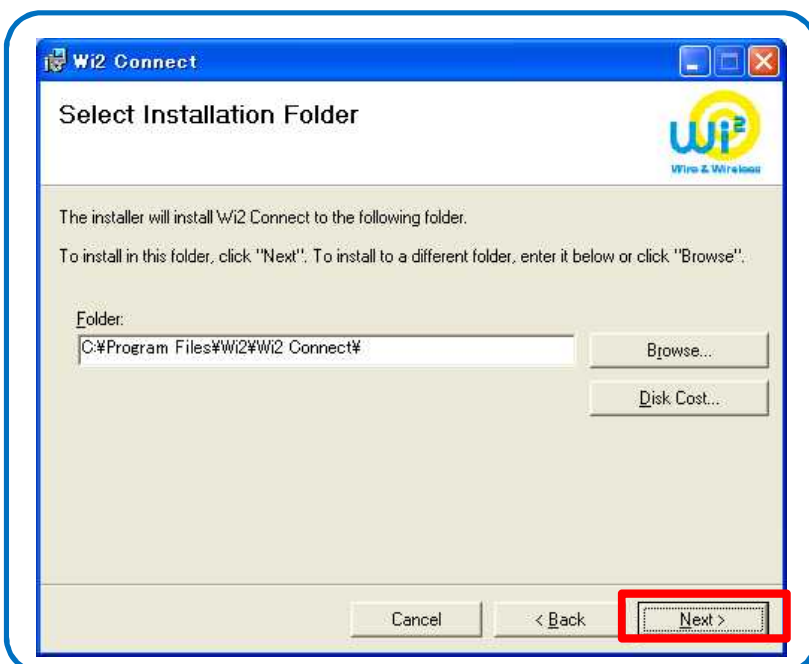 Wi2 Connect
Select Installation Folder
Wi2
Wire & Wireless
The installer will install Wi2 Connect to the following folder.
To install in this folder, click "Next". To install to a different folder, enter it below or click "Browse".
Folder:
C:¥Program Files¥Wi2¥Wi2 Connect¥
Browse...
Disk Cost...
Cancel
< Back
Next >